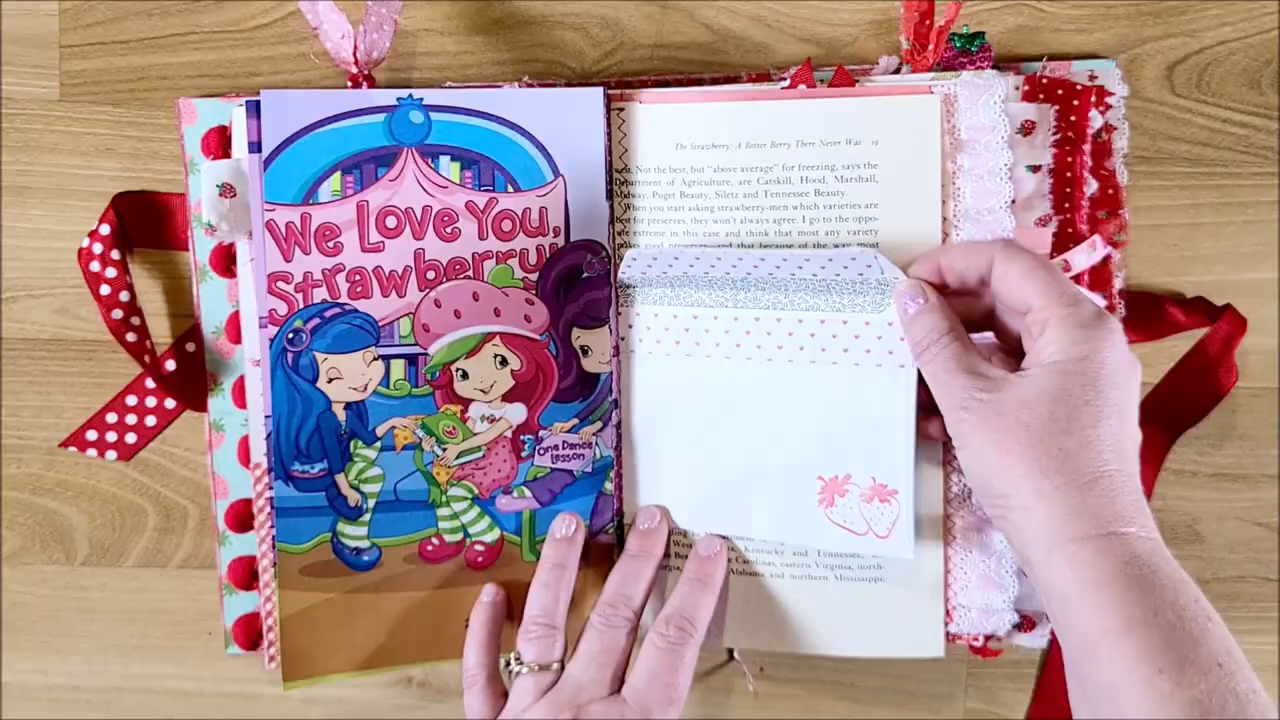 We Love You,
Strawberry
One Dance
Lesson
The Strawberry: A Better Berry There Never Was 19
west. Not the best, but "above average" for freezing, says the
Department of Agriculture, are Catskill, Hood, Marshall,
Midway, Puget Beauty, Siletz and Tennessee Beauty.
When you start asking strawberry-men which varieties are
best for preserves, they won't always agree. I go to the oppo-
site extreme in this case and think that most any variety
makes good preserves—and that because of the way most
West Kentucky and Tennessee,
Carolinas, eastern Virginia, north-
Alabama and northern Mississippi: